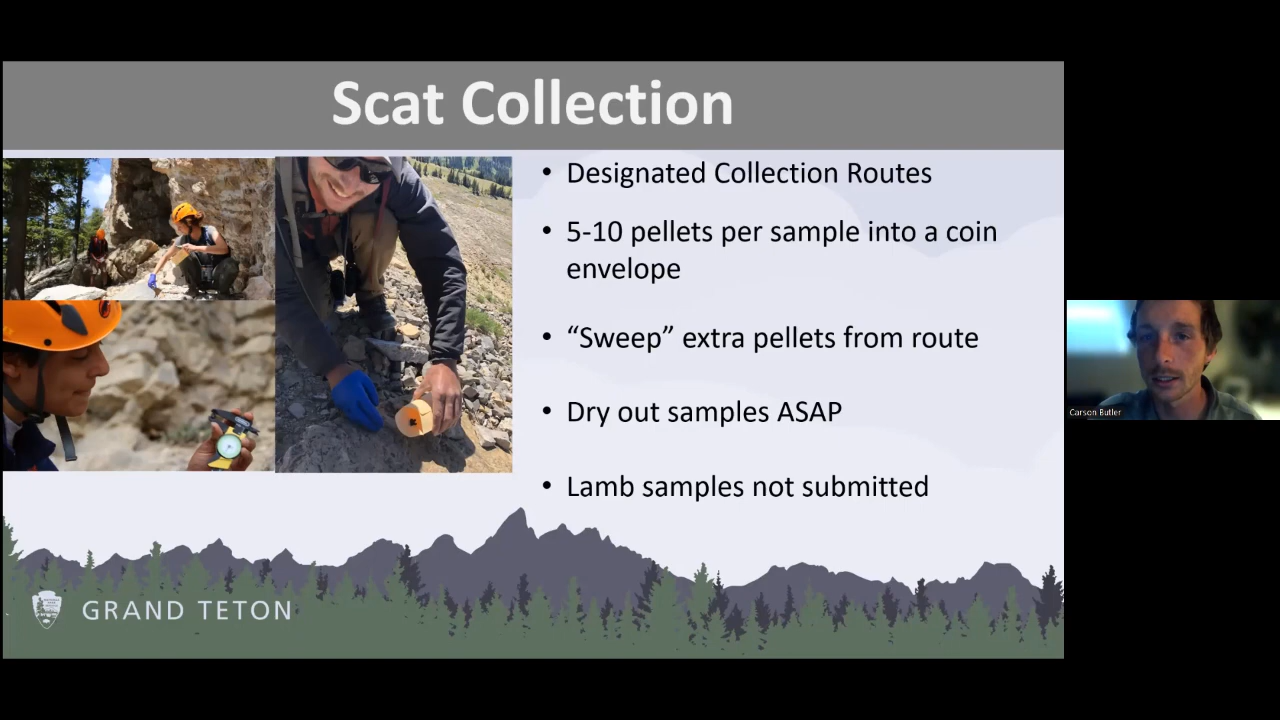 Scat Collection
• Designated Collection Routes
• 5-10 pellets per sample into a coin
envelope
• “Sweep” extra pellets from route
• Dry out samples ASAP
• Lamb samples not submitted
Carson Butler
GRAND TETON